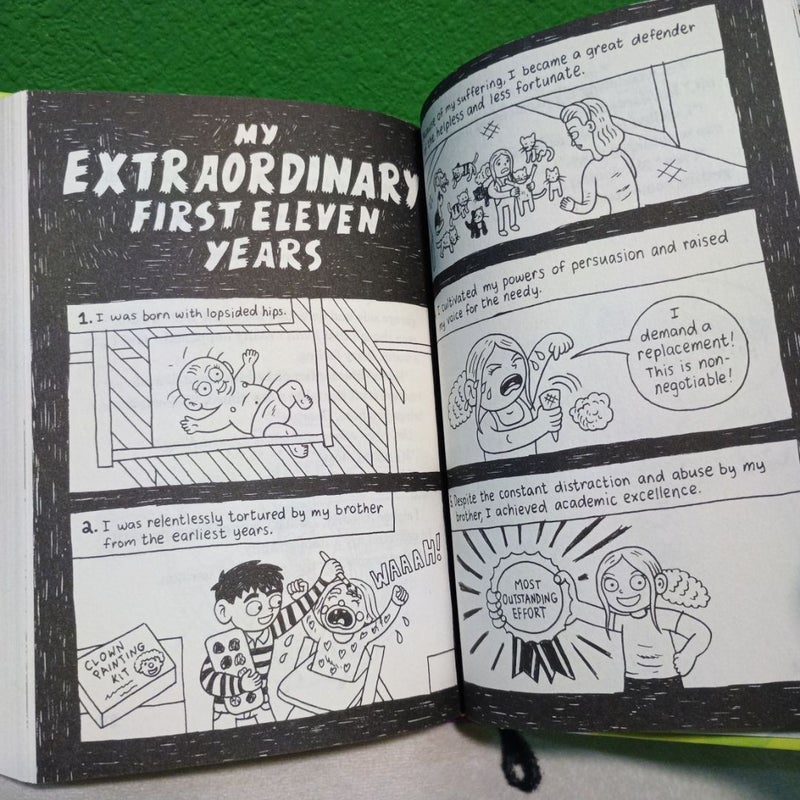 MY
EXTRAORDINARY
FIRST ELEVEN
YEARS
1. I was born with lopsided hips.
2. I was relentlessly tortured by my brother
from the earliest years.
WAAAH!
CLOWN
PAINTING
KIT
of my suffering, I became a great defender
helpless and less fortunate.
I cultivated my powers of persuasion and raised
my voice for the needy.
I
demand a
replacement!
This is non-
negotiable!
Despite the constant distraction and abuse by my
brother, I achieved academic excellence.
MOST
OUTSTANDING
EFFORT